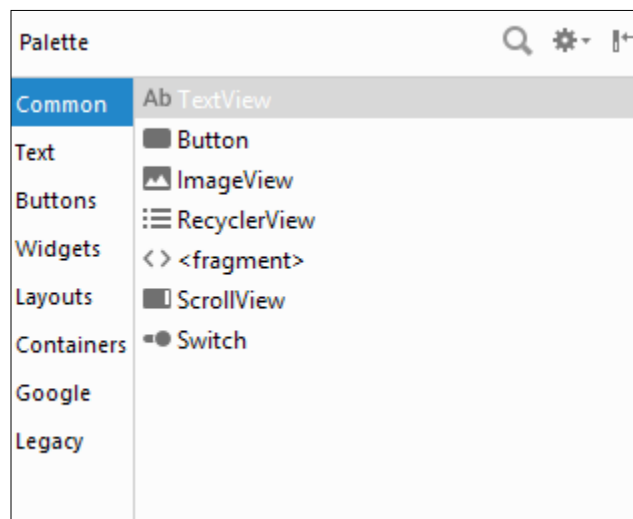 Palette
Common
Text
Buttons
Widgets
Layouts
Containers
Google
Legacy
Ab TextView
Button
ImageView
RecyclerView
<fragment>
ScrollView
Switch